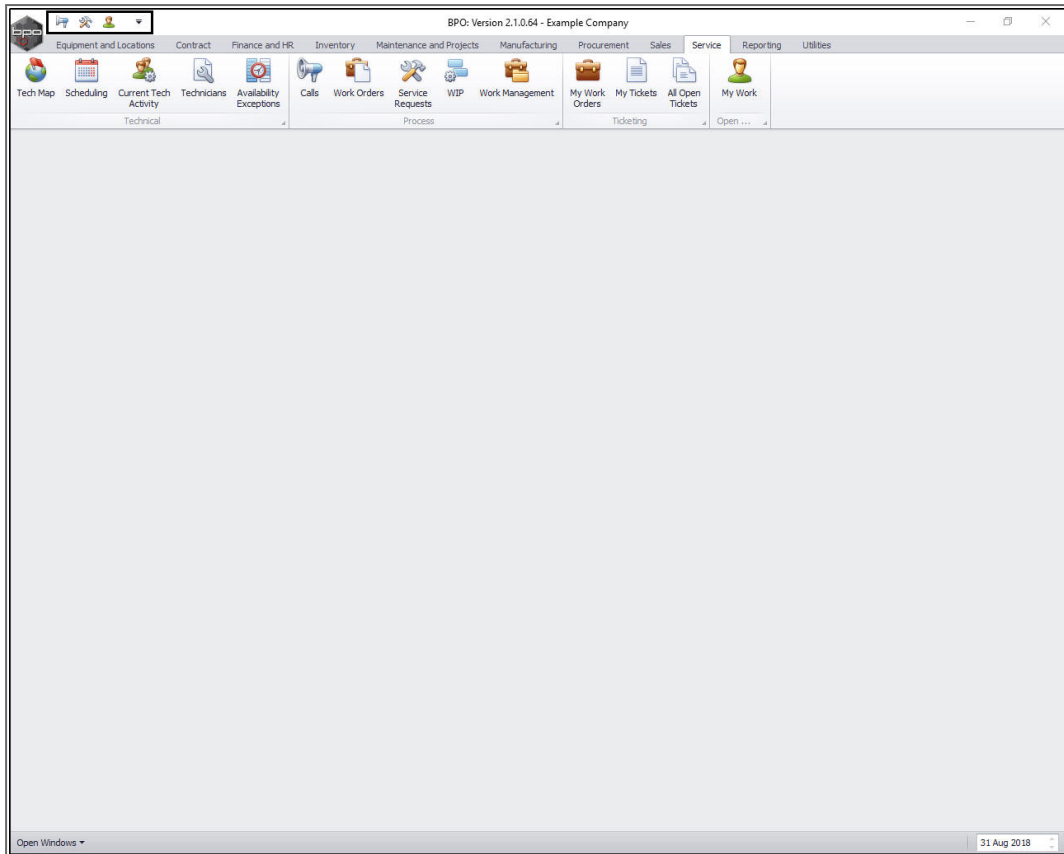 BPO: Version 2.1.0.64 - Example Company
bpo
Equipment and Locations Contract Finance and HR Inventory Maintenance and Projects Manufacturing Procurement Sales Service Reporting Utilities
Tech Map Scheduling Current Tech Activity Technicians Availability Exceptions Calls Work Orders Service Requests WIP Work Management My Work Orders My Tickets All Open Tickets My Work
Technical Process Ticketing Open ...
Open Windows 31 Aug 2018